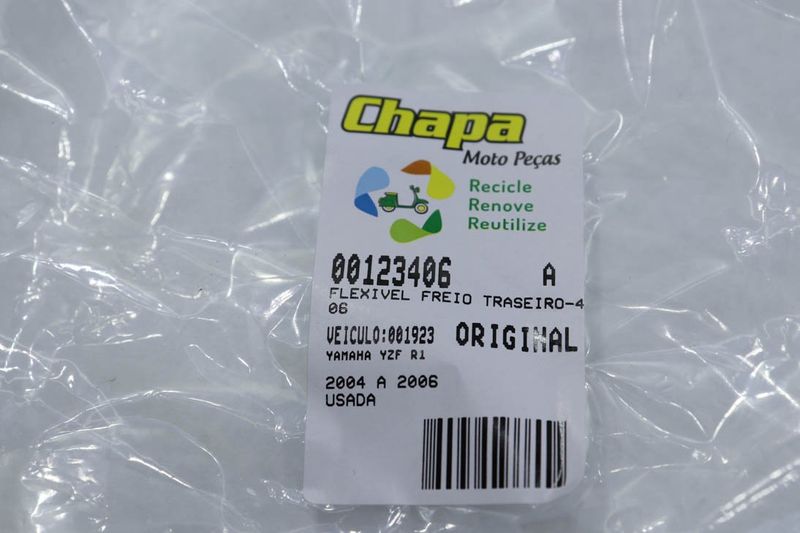 Chapa
Moto Peças
Recicle
Renove
Reutilize
00123406 A
FLEXIVEL FREIO TRASEIRO-4
06
VEICULO:001923 ORIGINAL
YAMAHA YZF R1
2004 A 2006
USADA